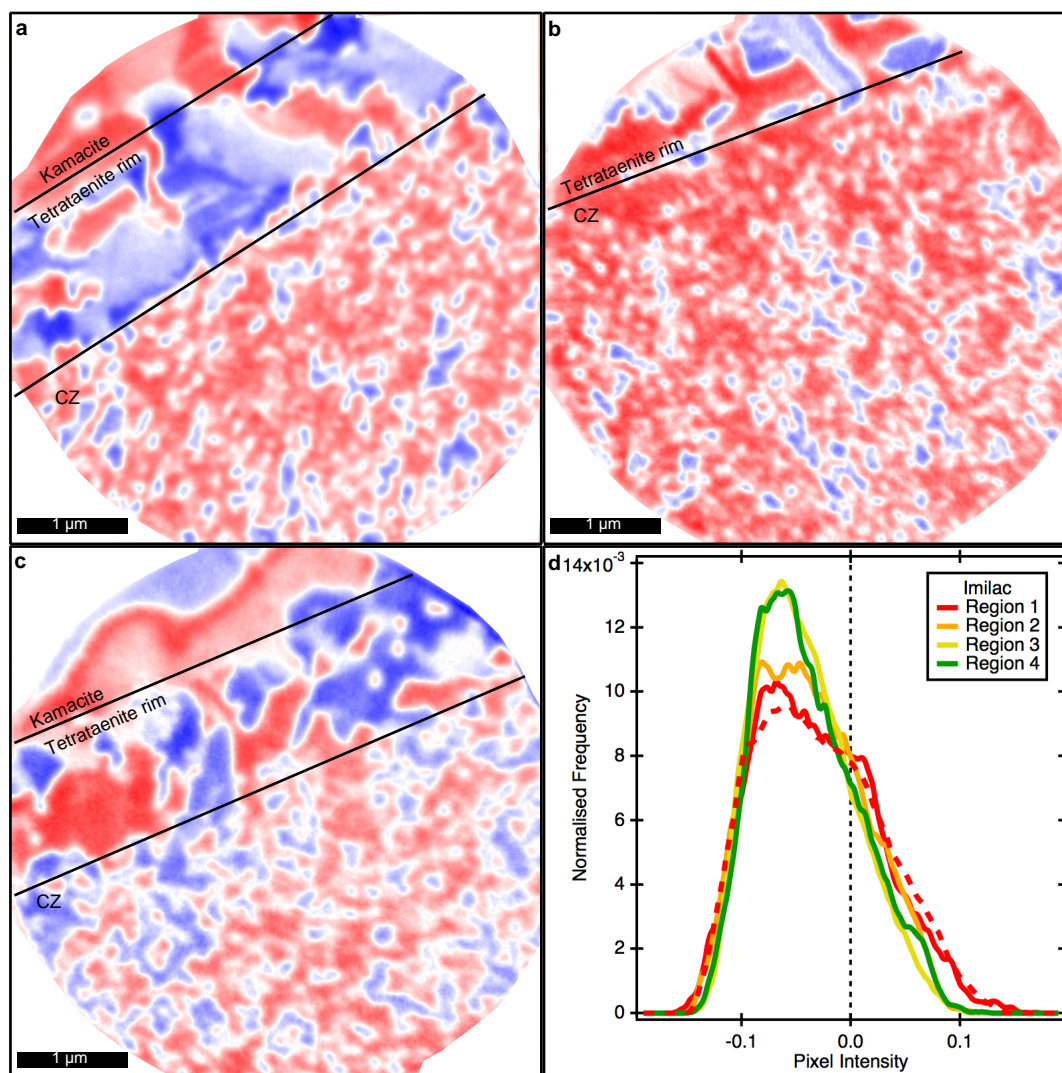 a
Kamacite
Tetrataenite rim
CZ
1 µm
b
Tetrataenite rim
CZ
1 µm
c
Kamacite
Tetrataenite rim
CZ
1 µm
d
14x10⁻³
12
10
8
6
4
2
0
Normalised Frequency
-0.1
0.0
0.1
Pixel Intensity
Imilac
Region 1
Region 2
Region 3
Region 4